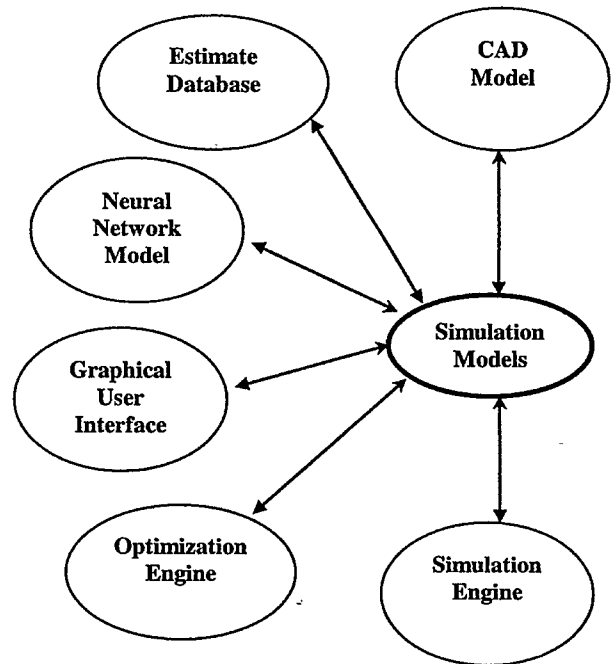 Estimate
Database
CAD
Model
Neural
Network
Model
Simulation
Models
Graphical
User
Interface
Optimization
Engine
Simulation
Engine